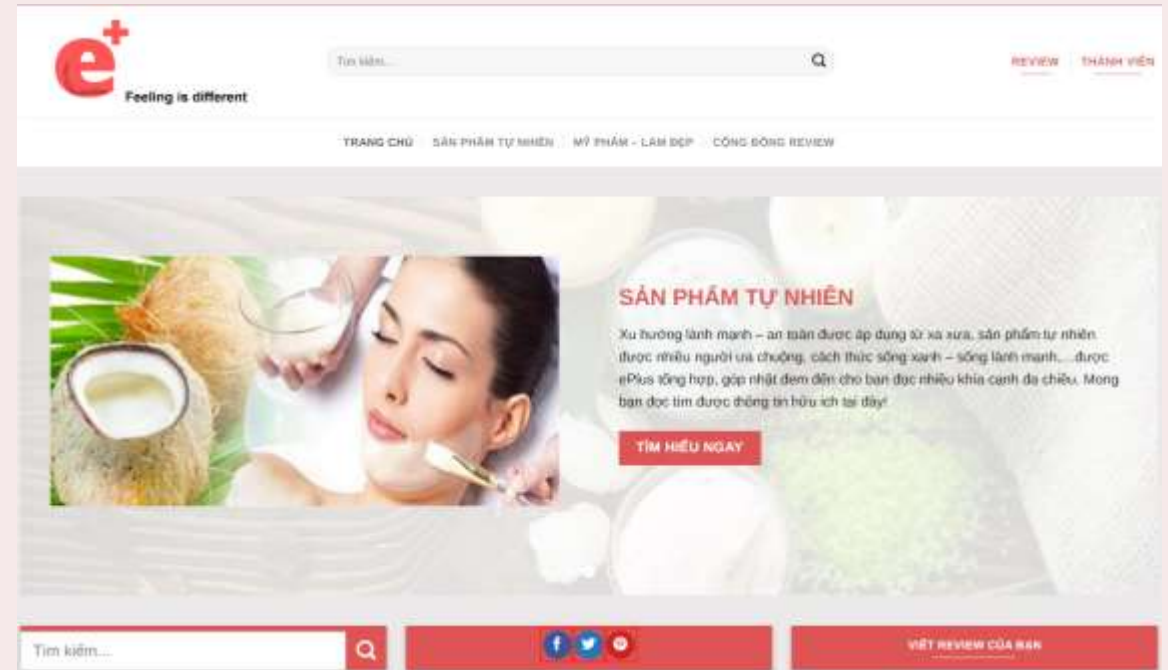 e+
Feeling is different
Tìm kiếm...
REVIEW
THÀNH VIÊN
TRANG CHỦ
SẢN PHẨM TỰ NHIÊN
MỸ PHẨM – LÀM ĐẸP
CỘNG ĐỒNG REVIEW
SẢN PHẨM TỰ NHIÊN
Xu hướng lành mạnh – an toàn được áp dụng từ xa xưa, sản phẩm tự nhiên
được nhiều người ưa chuộng, cách thức sống xanh – sống lành mạnh,…được
ePlus tổng hợp, góp nhặt đem đến cho bạn đọc nhiều khía cạnh đa chiều. Mong
bạn đọc tìm được thông tin hữu ích tại đây!
TÌM HIỂU NGAY
Tìm kiếm...
VIẾT REVIEW CỦA BẠN